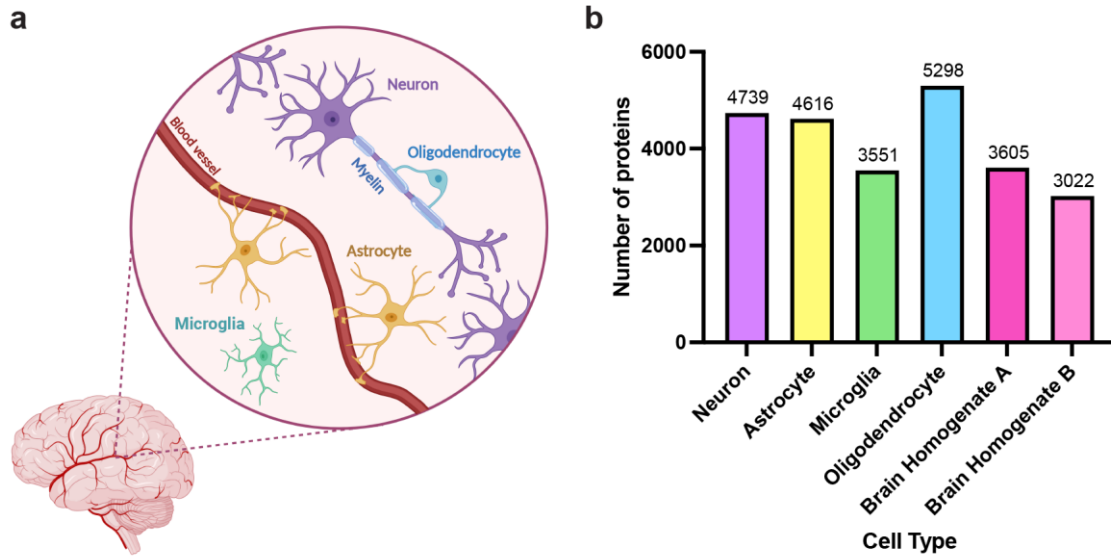 a
Neuron
Blood vessel
Oligodendrocyte
Myelin
Astrocyte
Microglia
b
Number of proteins
6000
4000
2000
0
4739
4616
3551
5298
3605
3022
Neuron
Astrocyte
Microglia
Oligodendrocyte
Brain Homogenate A
Brain Homogenate B
Cell Type